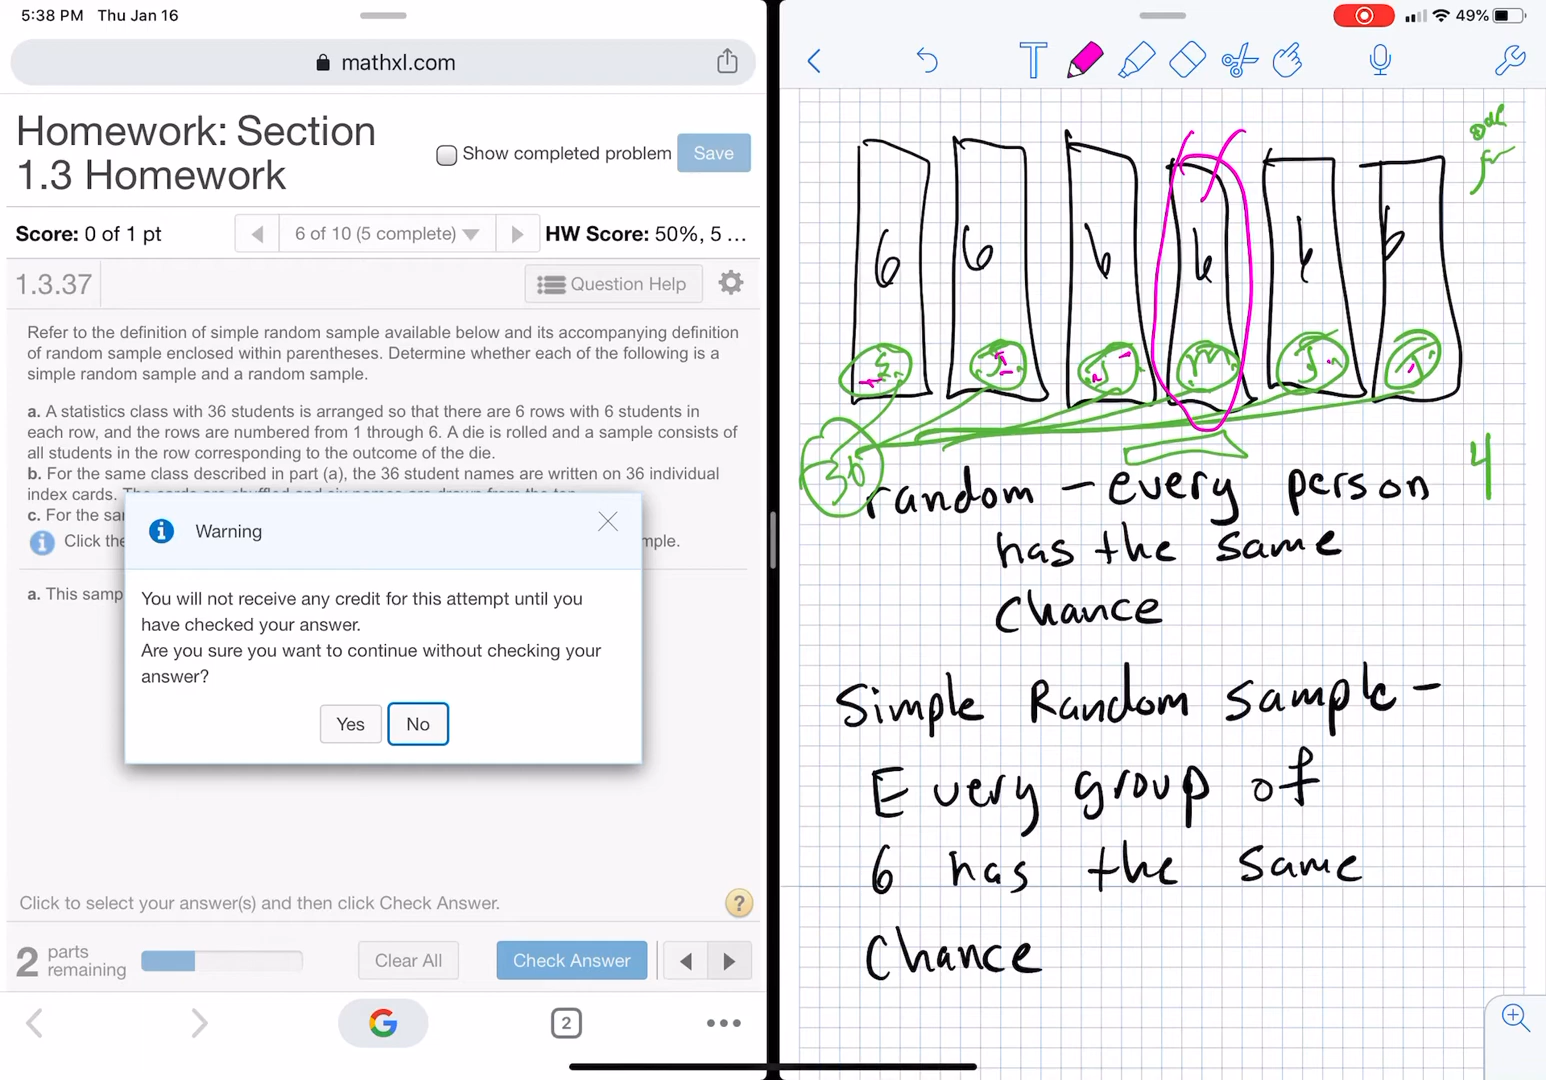 5:38 PM Thu Jan 16
49%
mathxl.com
Homework: Section
1.3 Homework
Show completed problem
Save
Score: 0 of 1 pt
6 of 10 (5 complete)
HW Score: 50%, 5 ...
1.3.37
Question Help
Refer to the definition of simple random sample available below and its accompanying definition
of random sample enclosed within parentheses. Determine whether each of the following is a
simple random sample and a random sample.
a. A statistics class with 36 students is arranged so that there are 6 rows with 6 students in
each row, and the rows are numbered from 1 through 6. A die is rolled and a sample consists of
all students in the row corresponding to the outcome of the die.
b. For the same class described in part (a), the 36 student names are written on 36 individual
index cards.
c. For the sa
Click the
mple.
a. This samp
Warning
You will not receive any credit for this attempt until you
have checked your answer.
Are you sure you want to continue without checking your
answer?
Yes
No
Click to select your answer(s) and then click Check Answer.
?
2 parts
remaining
Clear All
Check Answer
2
T
6 6 6 6 6 6
36
4
random – every person
has the same
chance
Simple Random Sample –
Every group of
6 has the same
Chance